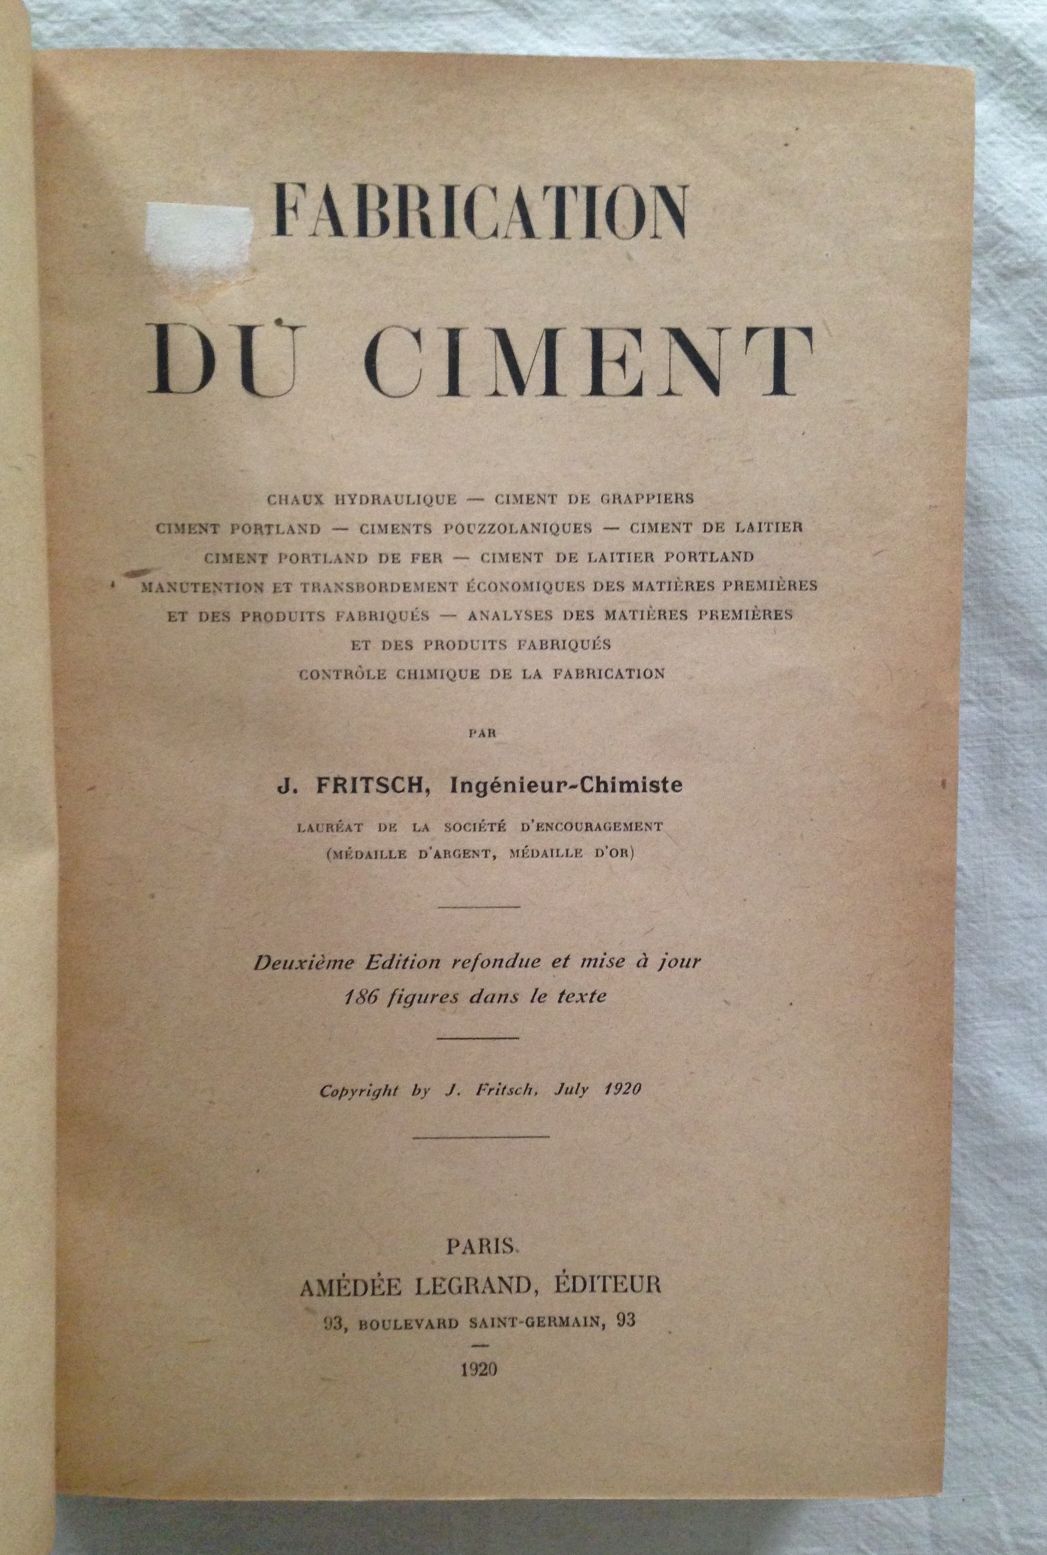 FABRICATION
DU CIMENT
CHAUX HYDRAULIQUE — CIMENT DE GRAPPIERS
CIMENT PORTLAND — CIMENTS POUZZOLANIQUES — CIMENT DE LAITIER
CIMENT PORTLAND DE FER — CIMENT DE LAITIER PORTLAND
MANUTENTION ET TRANSBORDEMENT ÉCONOMIQUES DES MATIÈRES PREMIÈRES
ET DES PRODUITS FABRIQUÉS — ANALYSES DES MATIÈRES PREMIÈRES
ET DES PRODUITS FABRIQUÉS
CONTRÔLE CHIMIQUE DE LA FABRICATION
PAR
J. FRITSCH, Ingénieur-Chimiste
LAURÉAT DE LA SOCIÉTÉ D'ENCOURAGEMENT
(MÉDAILLE D'ARGENT, MÉDAILLE D'OR)
Deuxième Edition refondue et mise à jour
186 figures dans le texte
Copyright by J. Fritsch, July 1920
PARIS
AMÉDÉE LEGRAND, ÉDITEUR
93, BOULEVARD SAINT-GERMAIN, 93
1920